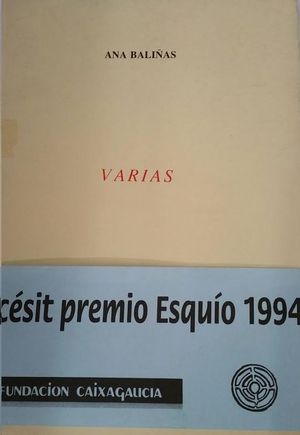 ANA BALIÑAS
VARIAS
césit premio Esquío 1994
FUNDACION CAIXAGALICIA